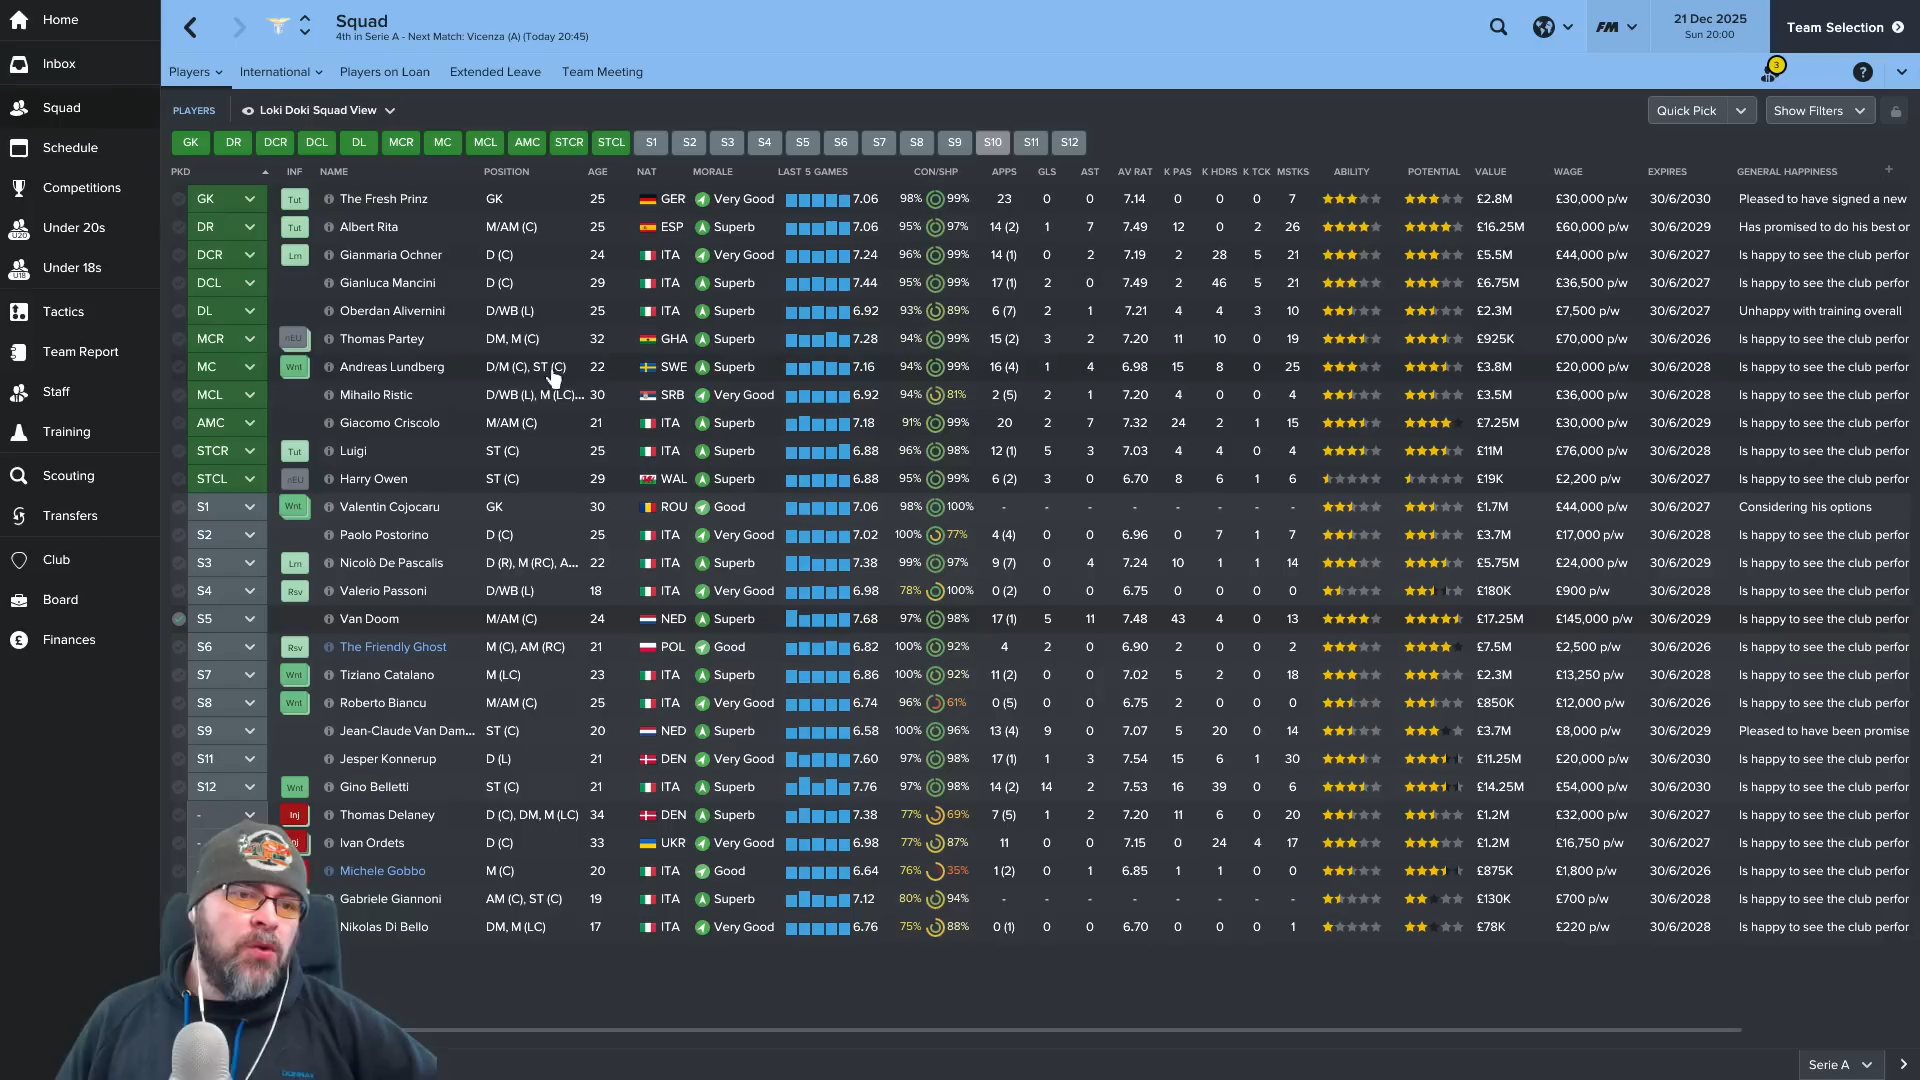 Home
Inbox
Squad
Schedule
Competitions
Under 20s
Under 18s
Tactics
Team Report
Staff
Training
Scouting
Transfers
Club
Board
Finances
Squad
4th in Serie A - Next Match: Vicenza (A) (Today 20:45)
FM
21 Dec 2025
Sun 20:00
Team Selection
Players International Players on Loan Extended Leave Team Meeting
3
PLAYERS Loki Doki Squad View
Quick Pick Show Filters
GK DR DCR DCL DL MCR MC MCL AMC STCR STCL S1 S2 S3 S4 S5 S6 S7 S8 S9 S10 S11 S12
PKD INF NAME POSITION AGE NAT MORALE LAST 5 GAMES CON/SHP APPS GLS AST AV RAT K PAS K HDRS K TCK MSTKS ABILITY POTENTIAL VALUE WAGE EXPIRES GENERAL HAPPINESS
GK Tut The Fresh Prinz GK 25 GER Very Good 7.06 98% 99% 23 0 0 7.14 0 0 0 7 £2.8M £30,000 p/w 30/6/2030 Pleased to have signed a new
DR Tut Albert Rita M/AM (C) 25 ESP Superb 7.06 95% 97% 14 (2) 1 7 7.49 12 0 2 26 £16.25M £60,000 p/w 30/6/2029 Has promised to do his best or
DCR Lrn Gianmaria Ochner D (C) 24 ITA Very Good 7.24 96% 99% 14 (1) 0 2 7.19 2 28 5 21 £5.5M £44,000 p/w 30/6/2027 Is happy to see the club perfor
DCL Gianluca Mancini D (C) 29 ITA Superb 7.44 95% 99% 17 (1) 2 0 7.49 2 46 5 21 £6.75M £36,500 p/w 30/6/2027 Is happy to see the club perfor
DL Oberdan Alivernini D/WB (L) 25 ITA Superb 6.92 93% 89% 6 (7) 2 1 7.21 4 4 3 10 £2.3M £7,500 p/w 30/6/2029 Unhappy with training overall
MCR nEU Thomas Partey DM, M (C) 32 GHA Superb 7.28 94% 99% 15 (2) 3 2 7.20 11 10 0 19 £925K £70,000 p/w 30/6/2026 Is happy to see the club perfor
MC Wnt Andreas Lundberg D/M (C), ST (C) 22 SWE Superb 7.16 94% 99% 16 (4) 1 4 6.98 15 8 0 25 £3.8M £20,000 p/w 30/6/2028 Is happy to see the club perfor
MCL Mihailo Ristic D/WB (L), M (LC)... 30 SRB Very Good 6.92 94% 81% 2 (5) 2 1 7.20 4 0 0 4 £3.5M £36,000 p/w 30/6/2028 Is happy to see the club perfor
AMC Giacomo Criscolo M/AM (C) 21 ITA Superb 7.18 91% 99% 20 2 7 7.32 24 2 1 15 £7.25M £30,000 p/w 30/6/2029 Is happy to see the club perfor
STCR Tut Luigi ST (C) 25 ITA Superb 6.88 96% 98% 12 (1) 5 3 7.03 4 4 0 4 £11M £76,000 p/w 30/6/2028 Is happy to see the club perfor
STCL nEU Harry Owen ST (C) 29 WAL Superb 6.88 95% 99% 6 (2) 3 0 6.70 8 6 1 6 £19K £2,200 p/w 30/6/2027 Is happy to see the club perfor
S1 Wnt Valentin Cojocaru GK 30 ROU Good 7.06 98% 100% - - - - - - - - £1.7M £44,000 p/w 30/6/2027 Considering his options
S2 Paolo Postorino D (C) 25 ITA Very Good 7.02 100% 77% 4 (4) 0 0 6.96 0 7 1 7 £3.7M £17,000 p/w 30/6/2028 Is happy to see the club perfor
S3 Lrn Nicolò De Pascalis D (R), M (RC), A... 22 ITA Superb 7.38 99% 97% 9 (7) 0 4 7.24 10 1 1 14 £5.75M £24,000 p/w 30/6/2029 Is happy to see the club perfor
S4 Rsv Valerio Passoni D/WB (L) 18 ITA Very Good 6.98 78% 100% 0 (2) 0 0 6.75 0 0 0 0 £180K £900 p/w 30/6/2028 Is happy to see the club perfor
S5 Van Doom M/AM (C) 24 NED Superb 7.68 97% 98% 17 (1) 5 11 7.48 43 4 0 13 £17.25M £145,000 p/w 30/6/2029 Is happy to see the club perfor
S6 Rsv The Friendly Ghost M (C), AM (RC) 21 POL Good 6.82 100% 92% 4 2 0 6.90 2 0 0 2 £7.5M £2,500 p/w 30/6/2026 Is happy to see the club perfor
S7 Wnt Tiziano Catalano M (LC) 23 ITA Superb 6.86 100% 92% 11 (2) 0 0 7.02 5 2 0 18 £2.3M £13,250 p/w 30/6/2028 Is happy to see the club perfor
S8 Wnt Roberto Biancu M/AM (C) 25 ITA Very Good 6.74 96% 61% 0 (5) 0 0 6.75 2 0 0 0 £850K £12,000 p/w 30/6/2026 Is happy to see the club perfor
S9 Jean-Claude Van Dam... ST (C) 20 NED Superb 6.58 100% 96% 13 (4) 9 0 7.07 5 20 0 14 £3.7M £8,000 p/w 30/6/2029 Pleased to have been promise
S11 Jesper Konnerup D (L) 21 DEN Very Good 7.60 97% 98% 17 (1) 1 3 7.54 15 6 1 30 £11.25M £20,000 p/w 30/6/2030 Is happy to see the club perfor
S12 Wnt Gino Belletti ST (C) 21 ITA Superb 7.76 97% 98% 14 (2) 14 2 7.53 16 39 0 6 £14.25M £54,000 p/w 30/6/2030 Is happy to see the club perfor
- Inj Thomas Delaney D (C), DM, M (LC) 34 DEN Superb 7.38 77% 69% 7 (5) 1 2 7.20 11 6 0 20 £1.2M £32,000 p/w 30/6/2028 Is happy to see the club perfor
Ivan Ordets D (C) 33 UKR Very Good 6.98 77% 87% 11 0 0 7.15 0 24 4 17 £1.2M £16,750 p/w 30/6/2027 Is happy to see the club perfor
Michele Gobbo M (C) 20 ITA Good 6.64 76% 35% 1 (2) 0 1 6.85 1 1 0 0 £875K £1,800 p/w 30/6/2026 Is happy to see the club perfor
Gabriele Giannoni AM (C), ST (C) 19 ITA Superb 7.12 80% 94% - - - - - - - - £130K £700 p/w 30/6/2028 Is happy to see the club perfor
Nikolas Di Bello DM, M (LC) 17 ITA Very Good 6.76 75% 88% 0 (1) 0 0 6.70 0 0 0 1 £78K £220 p/w 30/6/2028 Is happy to see the club perfor
Serie A